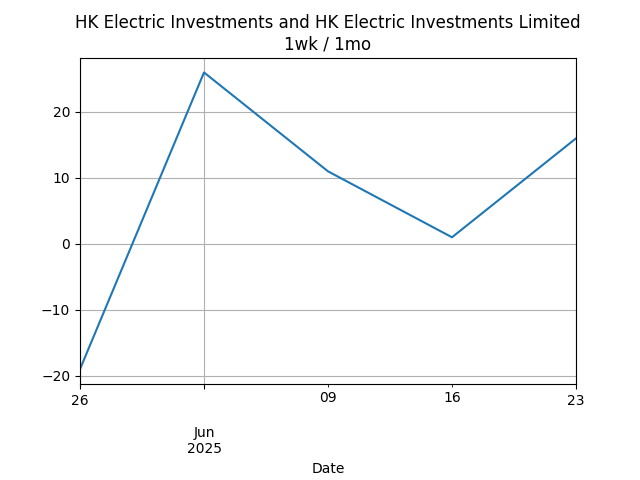 HK Electric Investments and HK Electric Investments Limited
1wk / 1mo
20
10
0
−10
−20
26
09
16
23
Jun
2025
Date